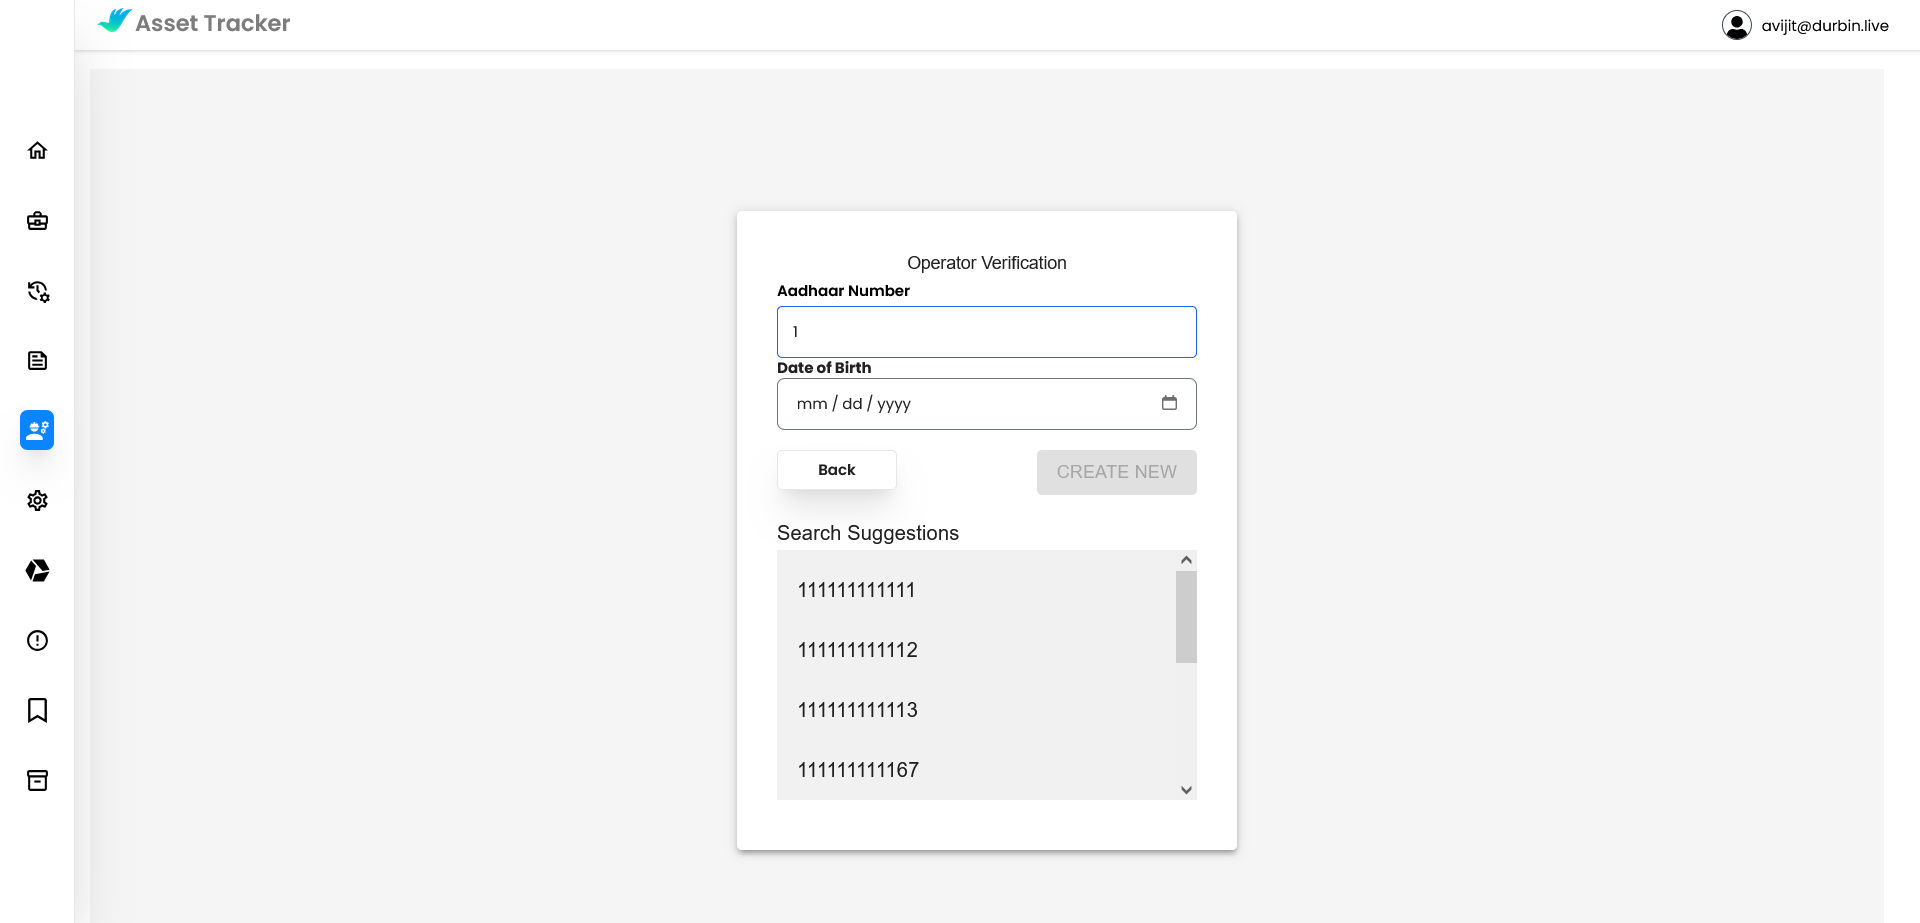 Asset Tracker
avijit@durbin.live
Operator Verification
Aadhaar Number
1
Date of Birth
mm / dd / yyyy
Back
CREATE NEW
Search Suggestions
111111111111
111111111112
111111111113
111111111167